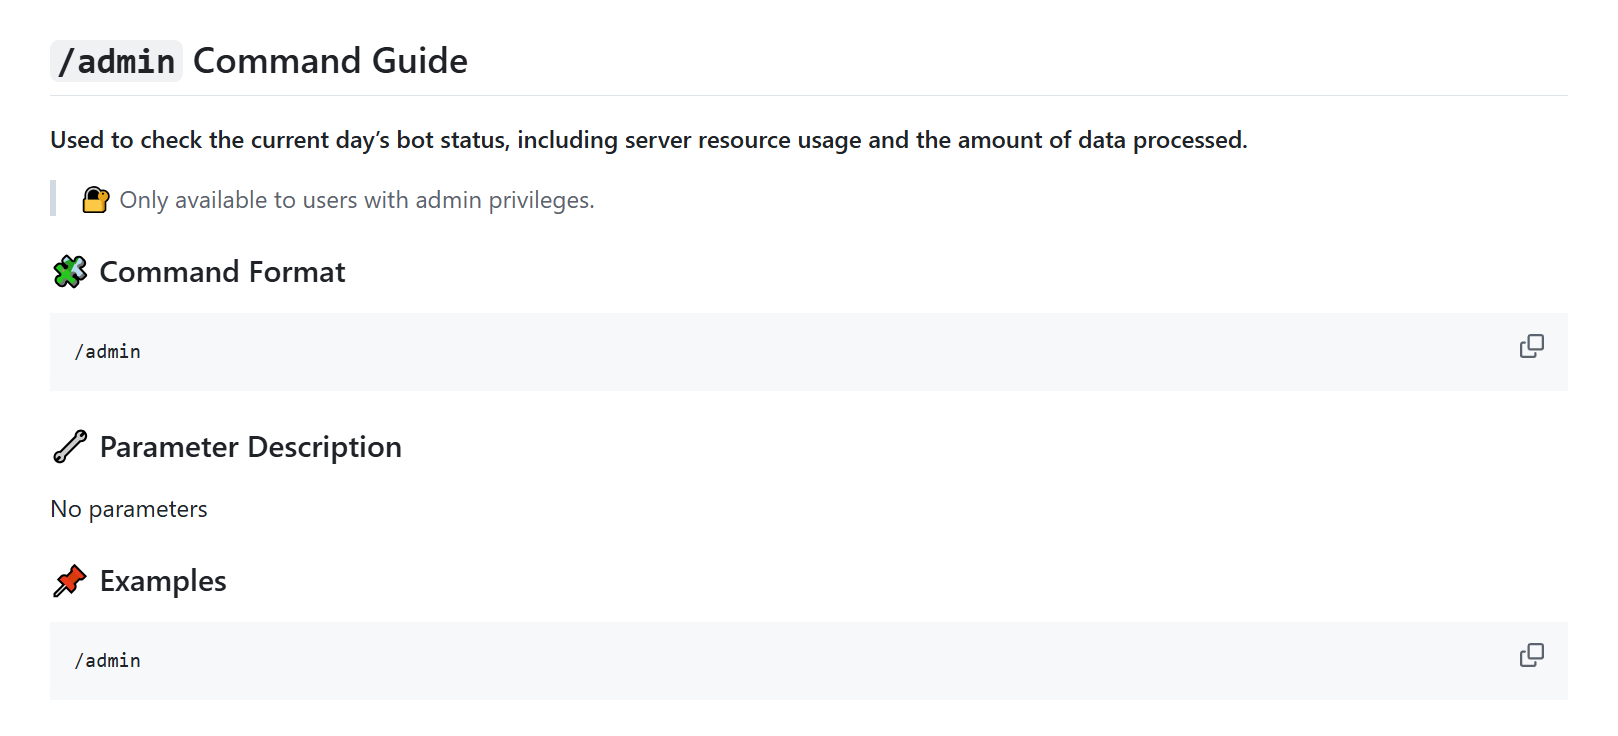 /admin Command Guide
Used to check the current day’s bot status, including server resource usage and the amount of data processed.
🔐 Only available to users with admin privileges.
🧩 Command Format
/admin
🔧 Parameter Description
No parameters
📌 Examples
/admin